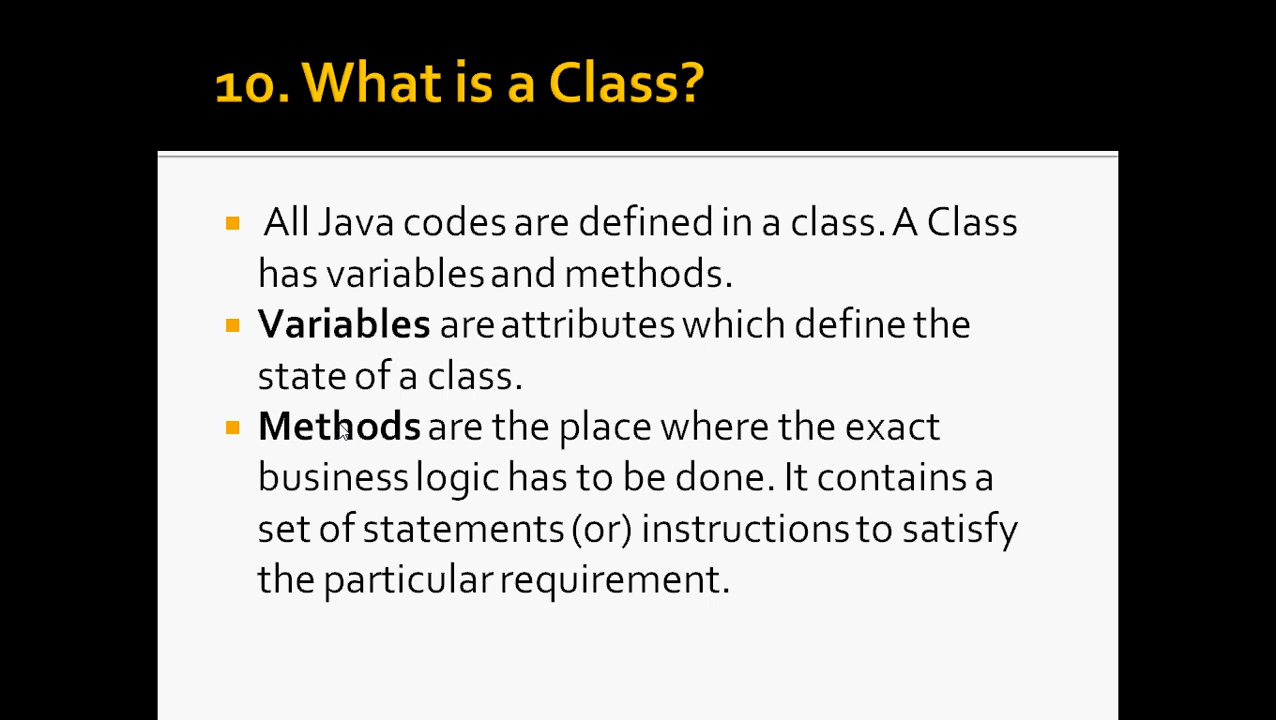 10. What is a Class?
All Java codes are defined in a class. A Class
has variables and methods.
Variables are attributes which define the
state of a class.
Methods are the place where the exact
business logic has to be done. It contains a
set of statements (or) instructions to satisfy
the particular requirement.